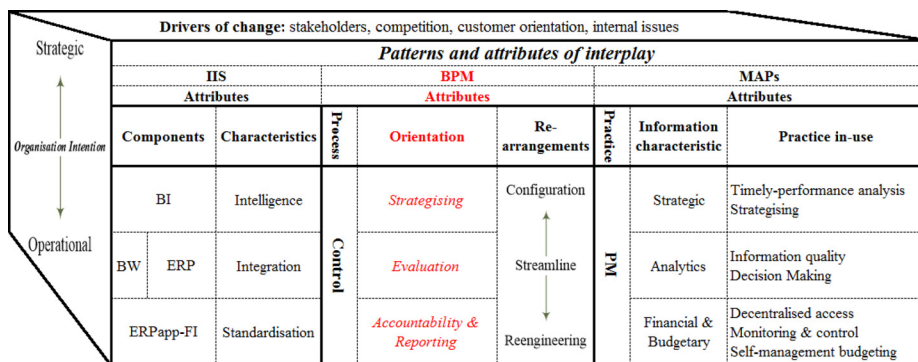 Drivers of change: stakeholders, competition, customer orientation, internal issues
Strategic
Organisation Intention
Operational
Patterns and attributes of interplay
IIS
BPM
MAPs
Attributes
Attributes
Attributes
Components
Characteristics
Process
Orientation
Re-
arrangements
Practice
Information
characteristic
Practice in-use
BI
Intelligence
Control
Strategising
Configuration
PM
Strategic
Timely-performance analysis
Strategising
BW
ERP
Integration
Evaluation
Streamline
Analytics
Information quality
Decision Making
ERPapp-FI
Standardisation
Accountability &
Reporting
Reengineering
Financial &
Budgetary
Decentralised access
Monitoring & control
Self-management budgeting